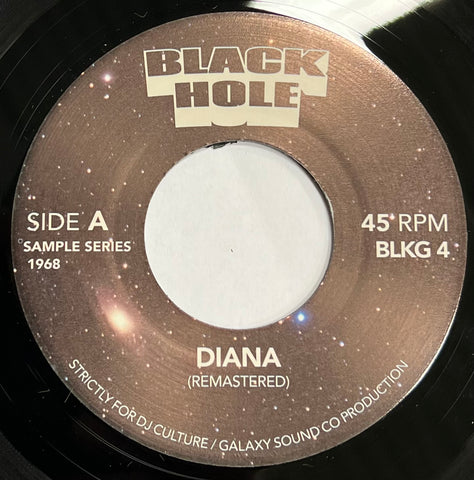 BLACK
HOLE
SIDE A
SAMPLE SERIES
1968
45 RPM
BLKG 4
DIANA
(REMASTERED)
STRICTLY FOR DJ CULTURE / GALAXY SOUND CO PRODUCTION